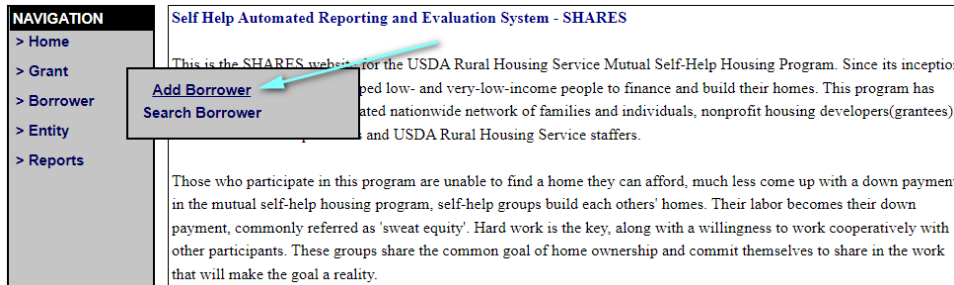 NAVIGATION
> Home
> Grant
> Borrower
> Entity
> Reports
Add Borrower
Search Borrower
Self Help Automated Reporting and Evaluation System - SHARES
This is the SHARES website for the USDA Rural Housing Service Mutual Self-Help Housing Program. Since its inception
ped low- and very-low-income people to finance and build their homes. This program has
ated nationwide network of families and individuals, nonprofit housing developers(grantees)
s and USDA Rural Housing Service staffers.
Those who participate in this program are unable to find a home they can afford, much less come up with a down payment
in the mutual self-help housing program, self-help groups build each others' homes. Their labor becomes their down
payment, commonly referred as 'sweat equity'. Hard work is the key, along with a willingness to work cooperatively with
other participants. These groups share the common goal of home ownership and commit themselves to share in the work
that will make the goal a reality.